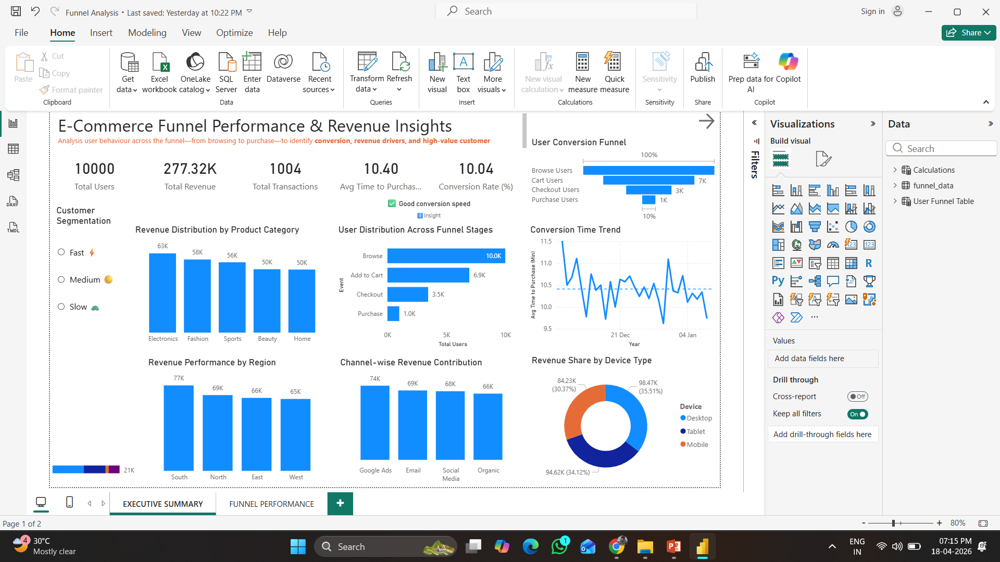 Funnel Analysis • Last saved: Yesterday at 10:22 PM
Search
Sign in
File Home Insert Modeling View Optimize Help
Share
Paste
Cut
Copy
Format painter
Clipboard
Get data
Excel workbook
OneLake catalog
SQL Server
Enter data
Dataverse
Recent sources
Data
Transform data
Refresh
Queries
New visual
Text box
More visuals
Insert
New visual calculation
New measure
Quick measure
Calculations
Sensitivity
Sensitivity
Publish
Share
Prep data for AI
Copilot
Copilot
E-Commerce Funnel Performance & Revenue Insights
Analysis user behaviour across the funnel—from browsing to purchase—to identify conversion, revenue drivers, and high-value customer
10000
Total Users
277.32K
Total Revenue
1004
Total Transactions
10.40
Avg Time to Purchas...
10.04
Conversion Rate (%)
✅ Good conversion speed
ℹ Insight
User Conversion Funnel
100%
Browse Users
Cart Users 7K
Checkout Users 3K
Purchase Users 1K
10%
Customer
Segmentation
Fast
Medium
Slow
21K
Revenue Distribution by Product Category
63K 58K 56K 50K 50K
Electronics Fashion Sports Beauty Home
User Distribution Across Funnel Stages
Event
Browse 10.0K
Add to Cart 6.9K
Checkout 3.5K
Purchase 1.0K
0K 5K 10K
Total Users
Conversion Time Trend
Avg Time to Purchase (Min)
11.5
11.0
10.5
10.0
9.5
21 Dec 04 Jan
Year
Revenue Performance by Region
77K 69K 66K 65K
South North East West
Channel-wise Revenue Contribution
74K 69K 68K 66K
Google Ads Email Social Media Organic
Revenue Share by Device Type
84.23K
(30.37%)
98.47K
(35.51%)
94.62K (34.12%)
Device
Desktop
Tablet
Mobile
Filters
Visualizations
Build visual
123
123
R
Py
...
Values
Add data fields here
Drill through
Cross-report Off
Keep all filters On
Add drill-through fields here
Data
Search
Calculations
funnel_data
User Funnel Table
DAX
TMDL
EXECUTIVE SUMMARY
FUNNEL PERFORMANCE
+
Page 1 of 2
- + 80%
4
30°C
Mostly clear
Search
1
ENG
IN
07:15 PM
18-04-2026